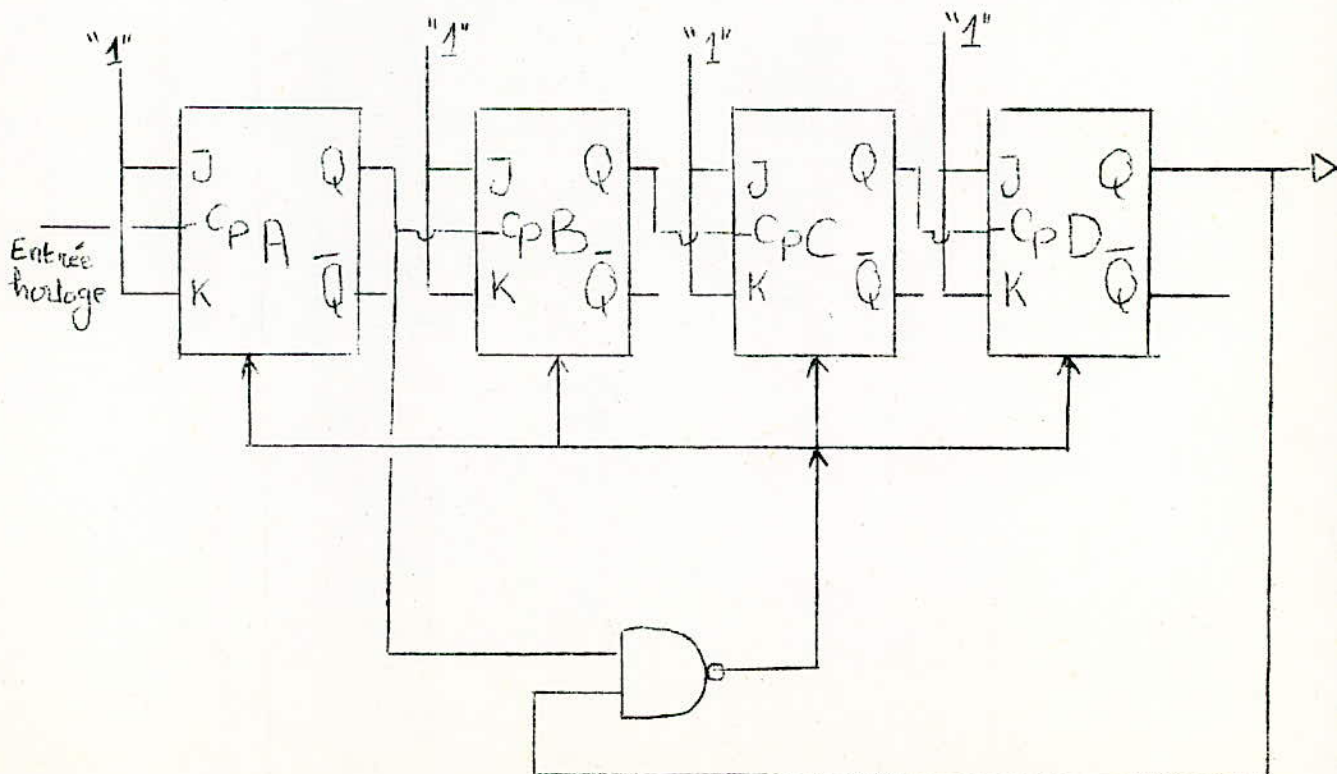 "1" "1" "1" "1"
J Q J Q J Q J Q
Cp A Cp B Cp C Cp D
Entrée
horloge
K Q̄ K Q̄ K Q̄ K Q̄